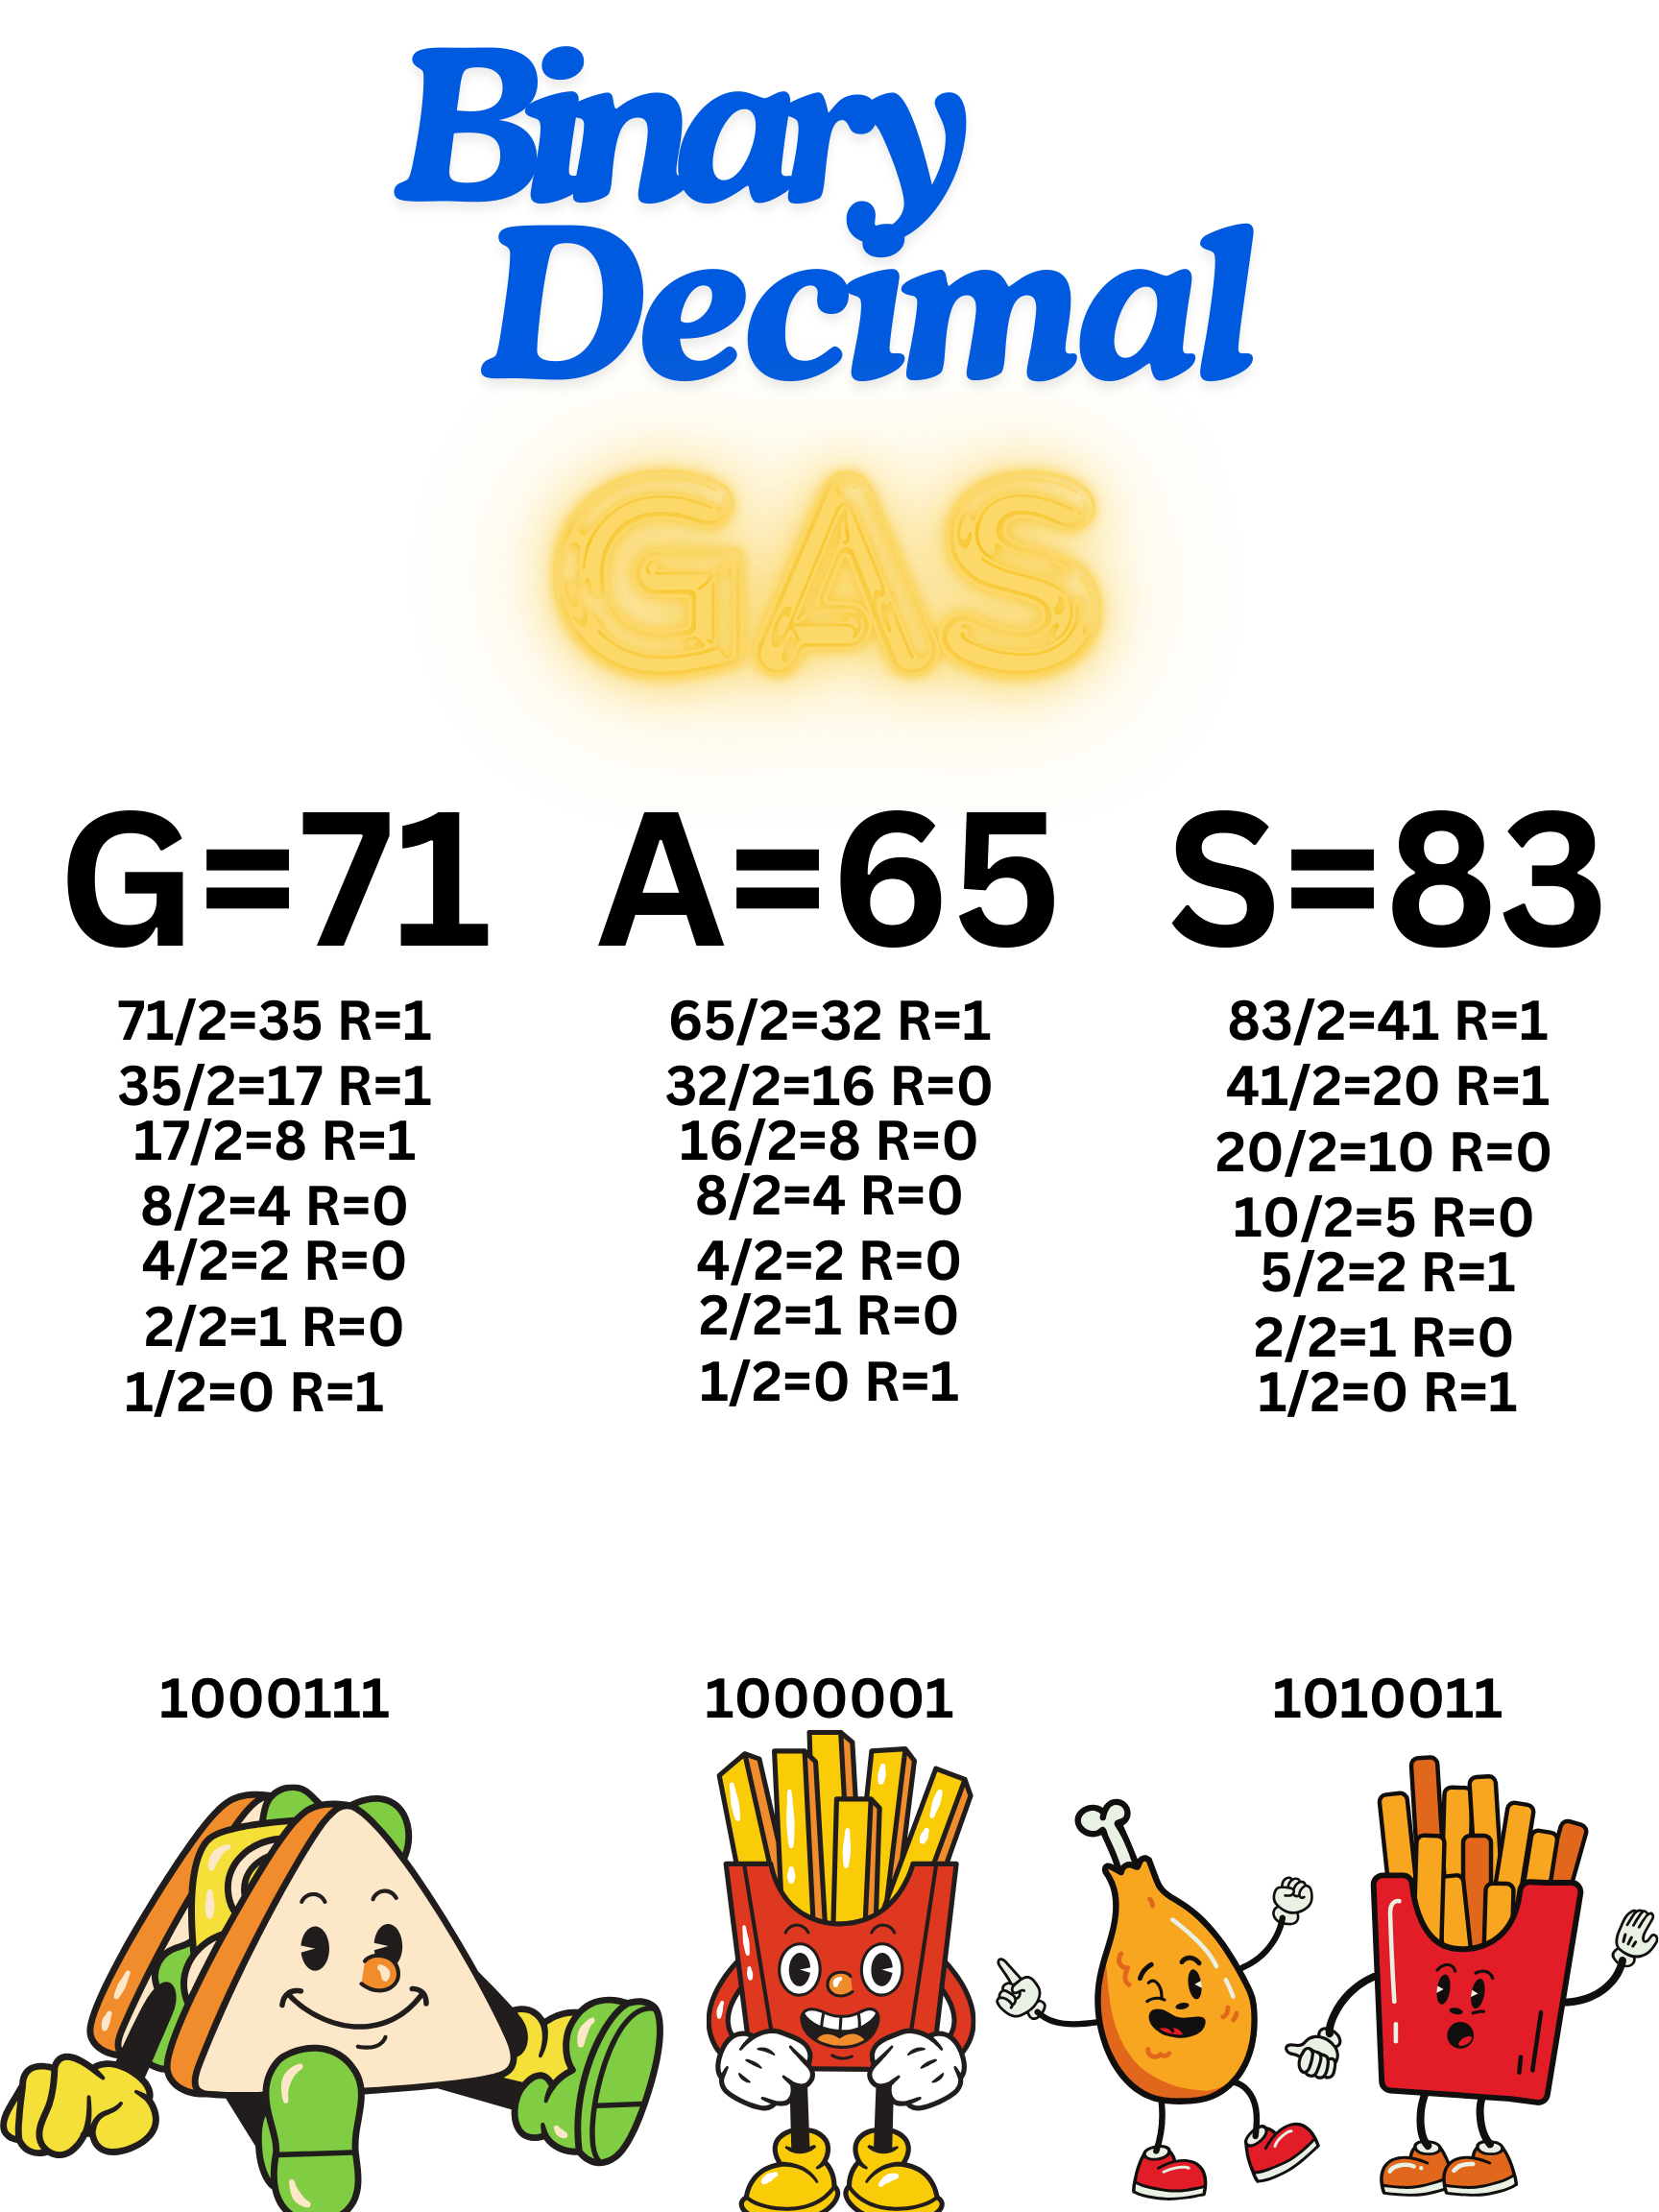 Binary
Decimal
GAS
G=71
71/2=35 R=1
35/2=17 R=1
17/2=8 R=1
8/2=4 R=0
4/2=2 R=0
2/2=1 R=0
1/2=0 R=1
1000111
A=65
65/2=32 R=1
32/2=16 R=0
16/2=8 R=0
8/2=4 R=0
4/2=2 R=0
2/2=1 R=0
1/2=0 R=1
1000001
S=83
83/2=41 R=1
41/2=20 R=1
20/2=10 R=0
10/2=5 R=0
5/2=2 R=1
2/2=1 R=0
1/2=0 R=1
1010011